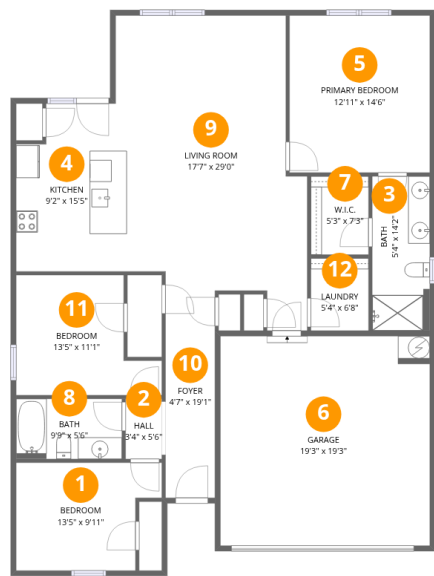 5
PRIMARY BEDROOM
12'11" x 14'6"
9
LIVING ROOM
17'7" x 29'0"
4
KITCHEN
9'2" x 15'5"
7
W.I.C.
5'3" x 7'3"
3
BATH
5'4" x 14'2"
12
LAUNDRY
5'4" x 6'8"
11
BEDROOM
13'5" x 11'1"
10
FOYER
4'7" x 19'1"
8
BATH
9'9" x 5'6"
2
HALL
3'4" x 5'6"
6
GARAGE
19'3" x 19'3"
1
BEDROOM
13'5" x 9'11"